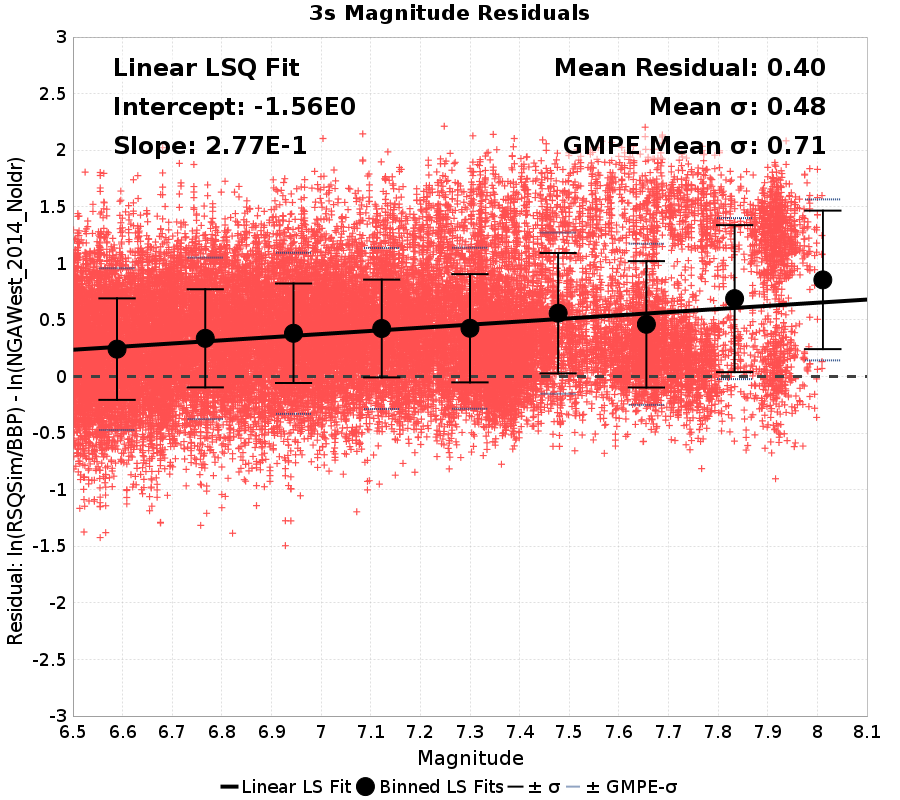 3s Magnitude Residuals
Linear LSQ Fit
Intercept: -1.56E0
Slope: 2.77E-1
Mean Residual: 0.40
Mean σ: 0.48
GMPE Mean σ: 0.71
Residual: ln(RSQSim/BBP) - ln(NGAWest_2014_NoIdr)
3
2.5
2
1.5
1
0.5
0
-0.5
-1
-1.5
-2
-2.5
-3
6.5 6.6 6.7 6.8 6.9 7 7.1 7.2 7.3 7.4 7.5 7.6 7.7 7.8 7.9 8 8.1
Magnitude
Linear LS Fit Binned LS Fits ± σ ± GMPE-σ